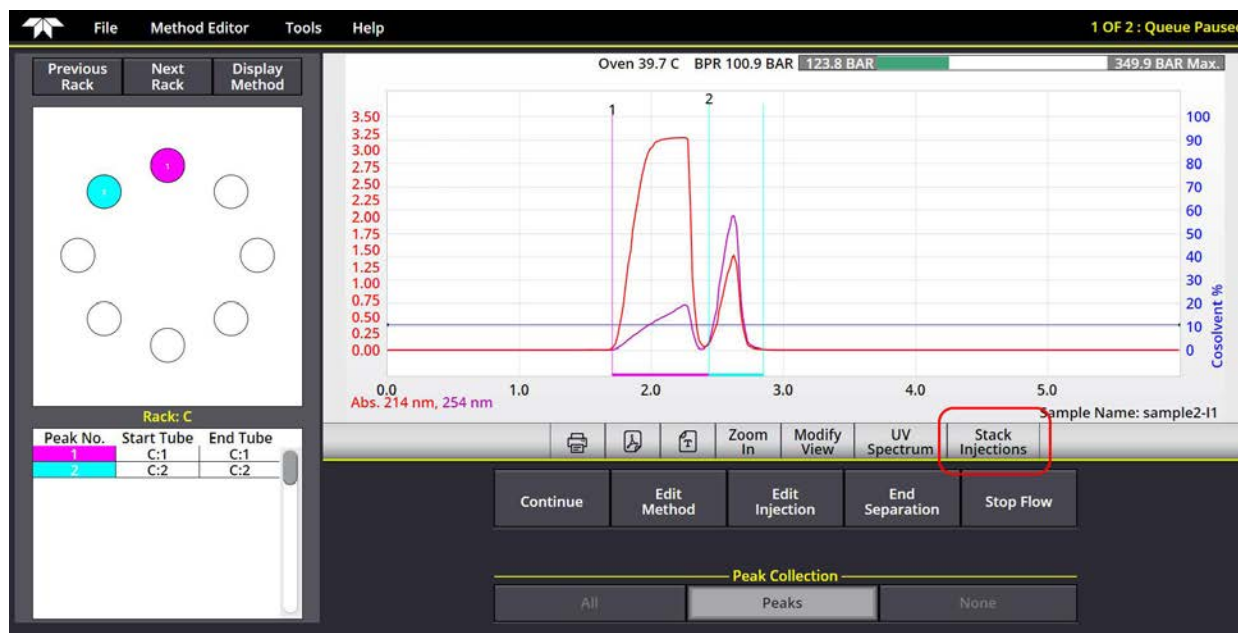 File Method Editor Tools Help
1 OF 2 : Queue Paused
Previous Rack
Next Rack
Display Method
1
Rack: C
Peak No. Start Tube End Tube
1 C:1 C:1
2 C:2 C:2
Oven 39.7 C BPR 100.9 BAR 123.8 BAR 349.9 BAR Max.
1
2
3.50
3.25
3.00
2.75
2.50
2.25
2.00
1.75
1.50
1.25
1.00
0.75
0.50
0.25
0.00
100
90
80
70
60
50
40
30
20
10
0
Cosolvent %
0.0 1.0 2.0 3.0 4.0 5.0
Abs. 214 nm, 254 nm
Sample Name: sample2-I1
Zoom In
Modify View
UV Spectrum
Stack Injections
Continue
Edit Method
Edit Injection
End Separation
Stop Flow
Peak Collection
All Peaks None